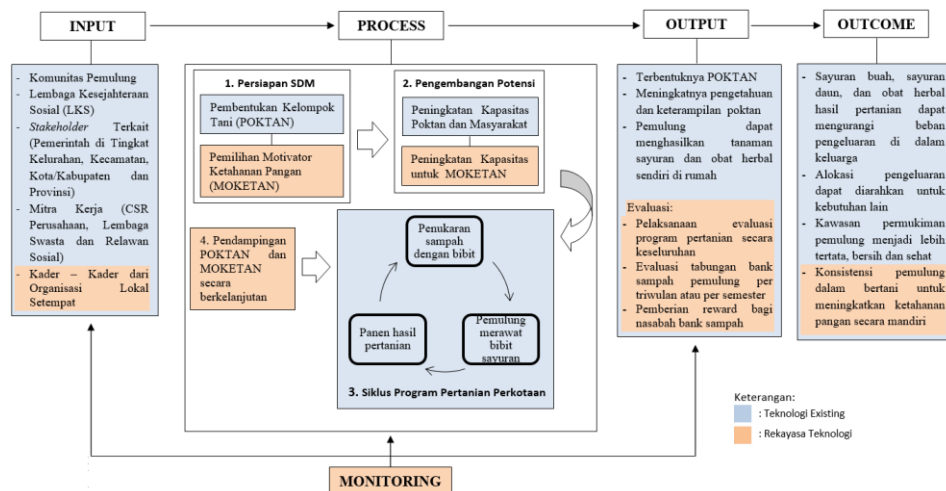 INPUT
PROCESS
OUTPUT
OUTCOME
- Komunitas Pemulung
- Lembaga Kesejahteraan
Sosial (LKS)
- Stakeholder Terkait
(Pemerintah di Tingkat
Kelurahan, Kecamatan,
Kota/Kabupaten dan
Provinsi)
- Mitra Kerja (CSR
Perusahaan, Lembaga
Swasta dan Relawan
Sosial)
- Kader – Kader dari
Organisasi Lokal
Setempat
1. Persiapan SDM
Pembentukan Kelompok
Tani (POKTAN)
Pemilihan Motivator
Ketahanan Pangan
(MOKETAN)
2. Pengembangan Potensi
Peningkatan Kapasitas
Poktan dan Masyarakat
Peningkatan Kapasitas
untuk MOKETAN
4. Pendampingan
POKTAN dan
MOKETAN
secara
berkelanjutan
Penukaran
sampah
dengan bibit
Panen hasil
pertanian
Pemulung
merawat
bibit
sayuran
3. Siklus Program Pertanian Perkotaan
- Terbentuknya POKTAN
- Meningkatnya pengetahuan
dan keterampilan poktan
- Pemulung dapat
menghasilkan tanaman
sayuran dan obat herbal
sendiri di rumah
Evaluasi:
- Pelaksanaan evaluasi
program pertanian secara
keseluruhan
- Evaluasi tabungan bank
sampah pemulung per
triwulan atau per semester
- Pemberian reward bagi
nasabah bank sampah
- Sayuran buah, sayuran
daun, dan obat herbal
hasil pertanian dapat
mengurangi beban
pengeluaran di dalam
keluarga
- Alokasi pengeluaran
dapat diarahkan untuk
kebutuhan lain
- Kawasan permukiman
pemulung menjadi lebih
tertata, bersih dan sehat
- Konsistensi pemulung
dalam bertani untuk
meningkatkan ketahanan
pangan secara mandiri
Keterangan:
: Teknologi Existing
: Rekayasa Teknologi
MONITORING